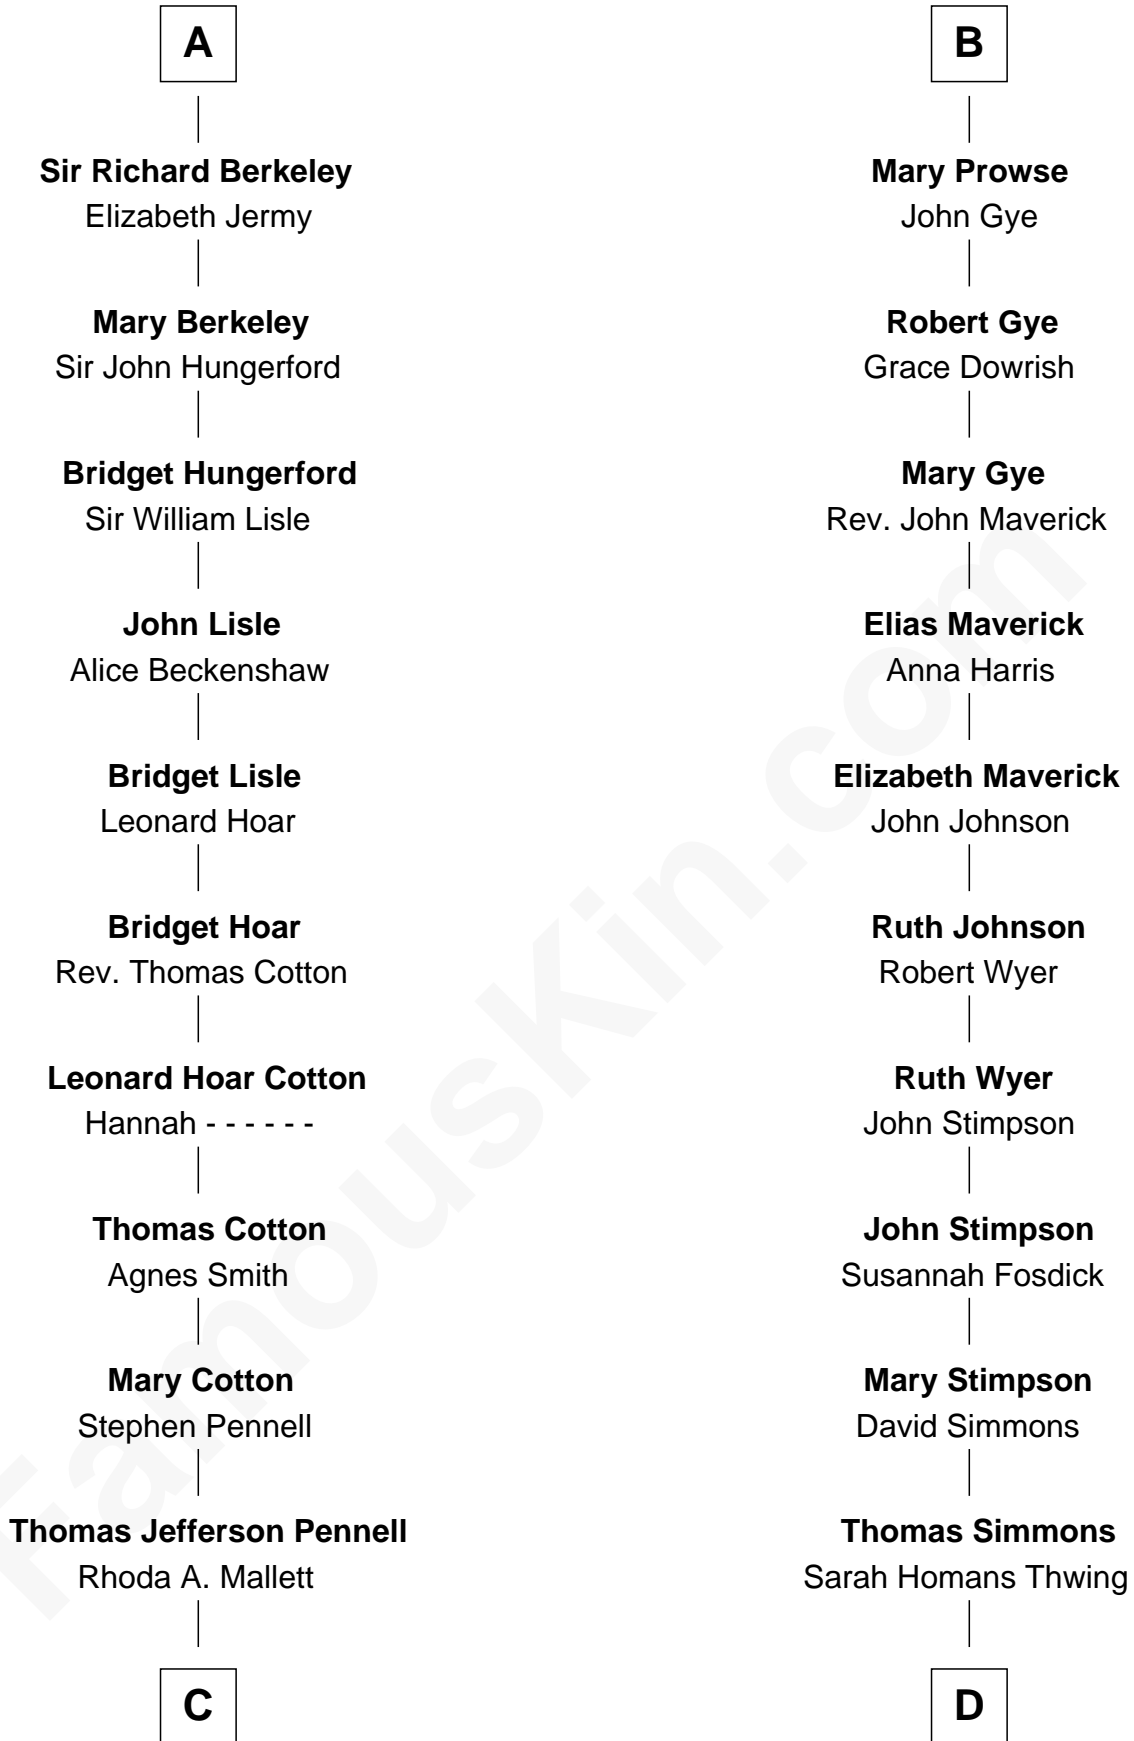 A
Sir Richard Berkeley
Elizabeth Jermy
Mary Berkeley
Sir John Hungerford
Bridget Hungerford
Sir William Lisle
John Lisle
Alice Beckenshaw
Bridget Lisle
Leonard Hoar
Bridget Hoar
Rev. Thomas Cotton
Leonard Hoar Cotton
Hannah - - - - - -
Thomas Cotton
Agnes Smith
Mary Cotton
Stephen Pennell
Thomas Jefferson Pennell
Rhoda A. Mallett
C
B
Mary Prowse
John Gye
Robert Gye
Grace Dowrish
Mary Gye
Rev. John Maverick
Elias Maverick
Anna Harris
Elizabeth Maverick
John Johnson
Ruth Johnson
Robert Wyer
Ruth Wyer
John Stimpson
John Stimpson
Susannah Fosdick
Mary Stimpson
David Simmons
Thomas Simmons
Sarah Homans Thwing
D
FamousKin.com